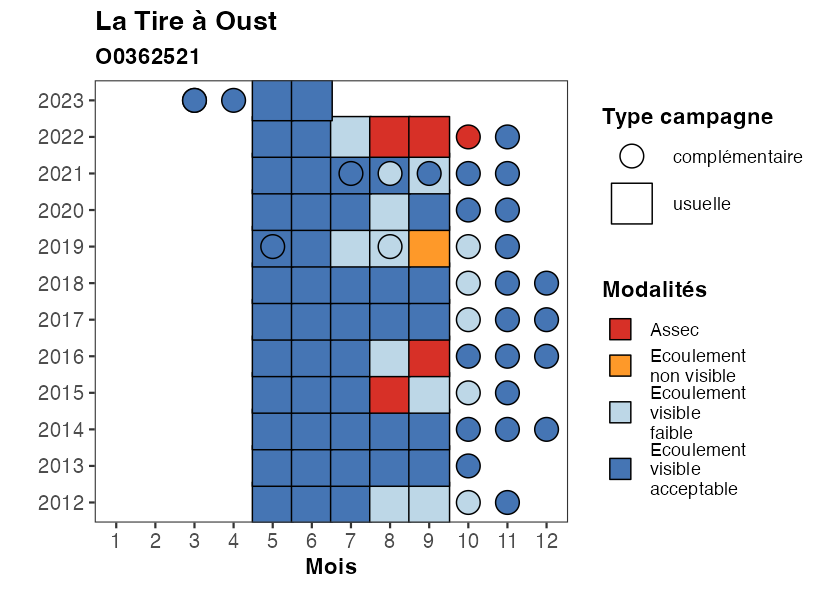 La Tire à Oust
O0362521
2023
2022
2021
2020
2019
2018
2017
2016
2015
2014
2013
2012
1 2 3 4 5 6 7 8 9 10 11 12
Mois
Type campagne
complémentaire
usuelle
Modalités
Assec
Ecoulement
non visible
Ecoulement
visible
faible
Ecoulement
visible
acceptable